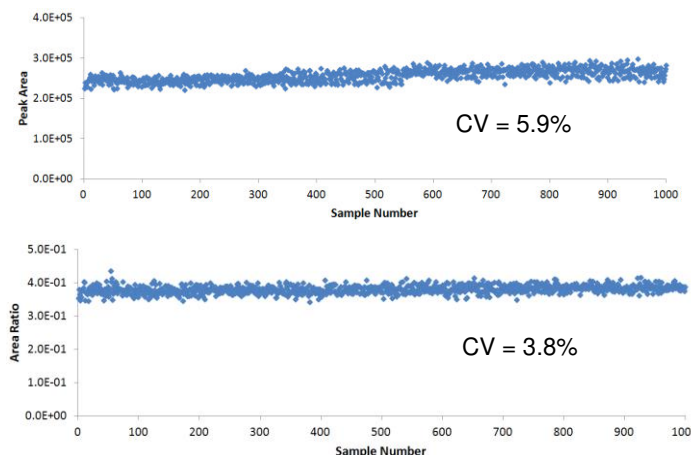 4.0E+05
3.0E+05
2.0E+05
1.0E+05
0.0E+00
Peak Area
CV = 5.9%
0 100 200 300 400 500 600 700 800 900 1000
Sample Number
5.0E-01
4.0E-01
3.0E-01
2.0E-01
1.0E-01
0.0E+00
Area Ratio
CV = 3.8%
0 100 200 300 400 500 600 700 800 900 100
Sample Number